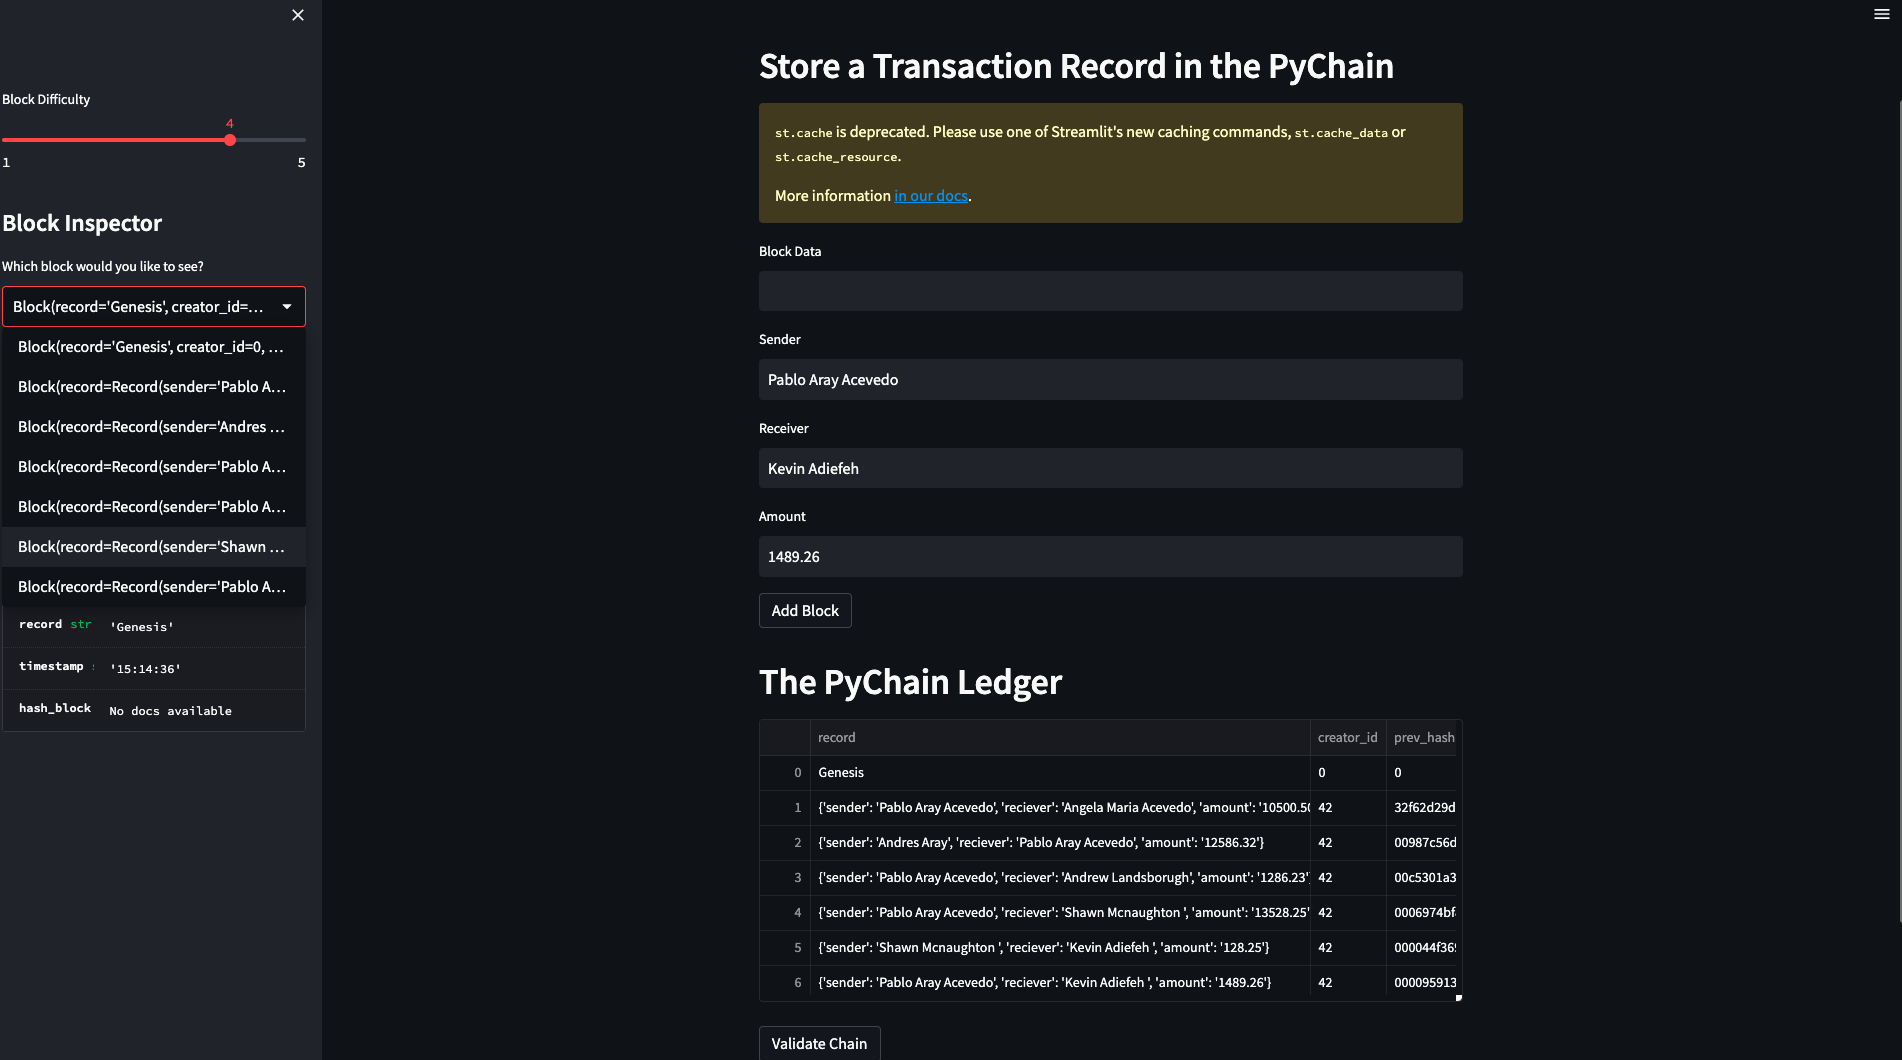 Block Difficulty
4
1 5
Block Inspector
Which block would you like to see?
Block(record='Genesis', creator_id=...
Block(record='Genesis', creator_id=0, ...
Block(record=Record(sender='Pablo A...
Block(record=Record(sender='Andres ...
Block(record=Record(sender='Pablo A...
Block(record=Record(sender='Pablo A...
Block(record=Record(sender='Shawn ...
Block(record=Record(sender='Pablo A...
record str 'Genesis'
timestamp '15:14:36'
hash_block No docs available
Store a Transaction Record in the PyChain
st.cache is deprecated. Please use one of Streamlit's new caching commands, st.cache_data or
st.cache_resource.
More information in our docs.
Block Data
Sender
Pablo Aray Acevedo
Receiver
Kevin Adiefeh
Amount
1489.26
Add Block
The PyChain Ledger
record creator_id prev_hash
0 Genesis 0 0
1 {'sender': 'Pablo Aray Acevedo', 'reciever': 'Angela Maria Acevedo', 'amount': '10500.50 42 32f62d29d
2 {'sender': 'Andres Aray', 'reciever': 'Pablo Aray Acevedo', 'amount': '12586.32'} 42 00987c56d
3 {'sender': 'Pablo Aray Acevedo', 'reciever': 'Andrew Landsborugh', 'amount': '1286.23'} 42 00c5301a3
4 {'sender': 'Pablo Aray Acevedo', 'reciever': 'Shawn Mcnaughton ', 'amount': '13528.25' 42 0006974bf
5 {'sender': 'Shawn Mcnaughton ', 'reciever': 'Kevin Adiefeh ', 'amount': '128.25'} 42 000044f369
6 {'sender': 'Pablo Aray Acevedo', 'reciever': 'Kevin Adiefeh ', 'amount': '1489.26'} 42 000095913
Validate Chain